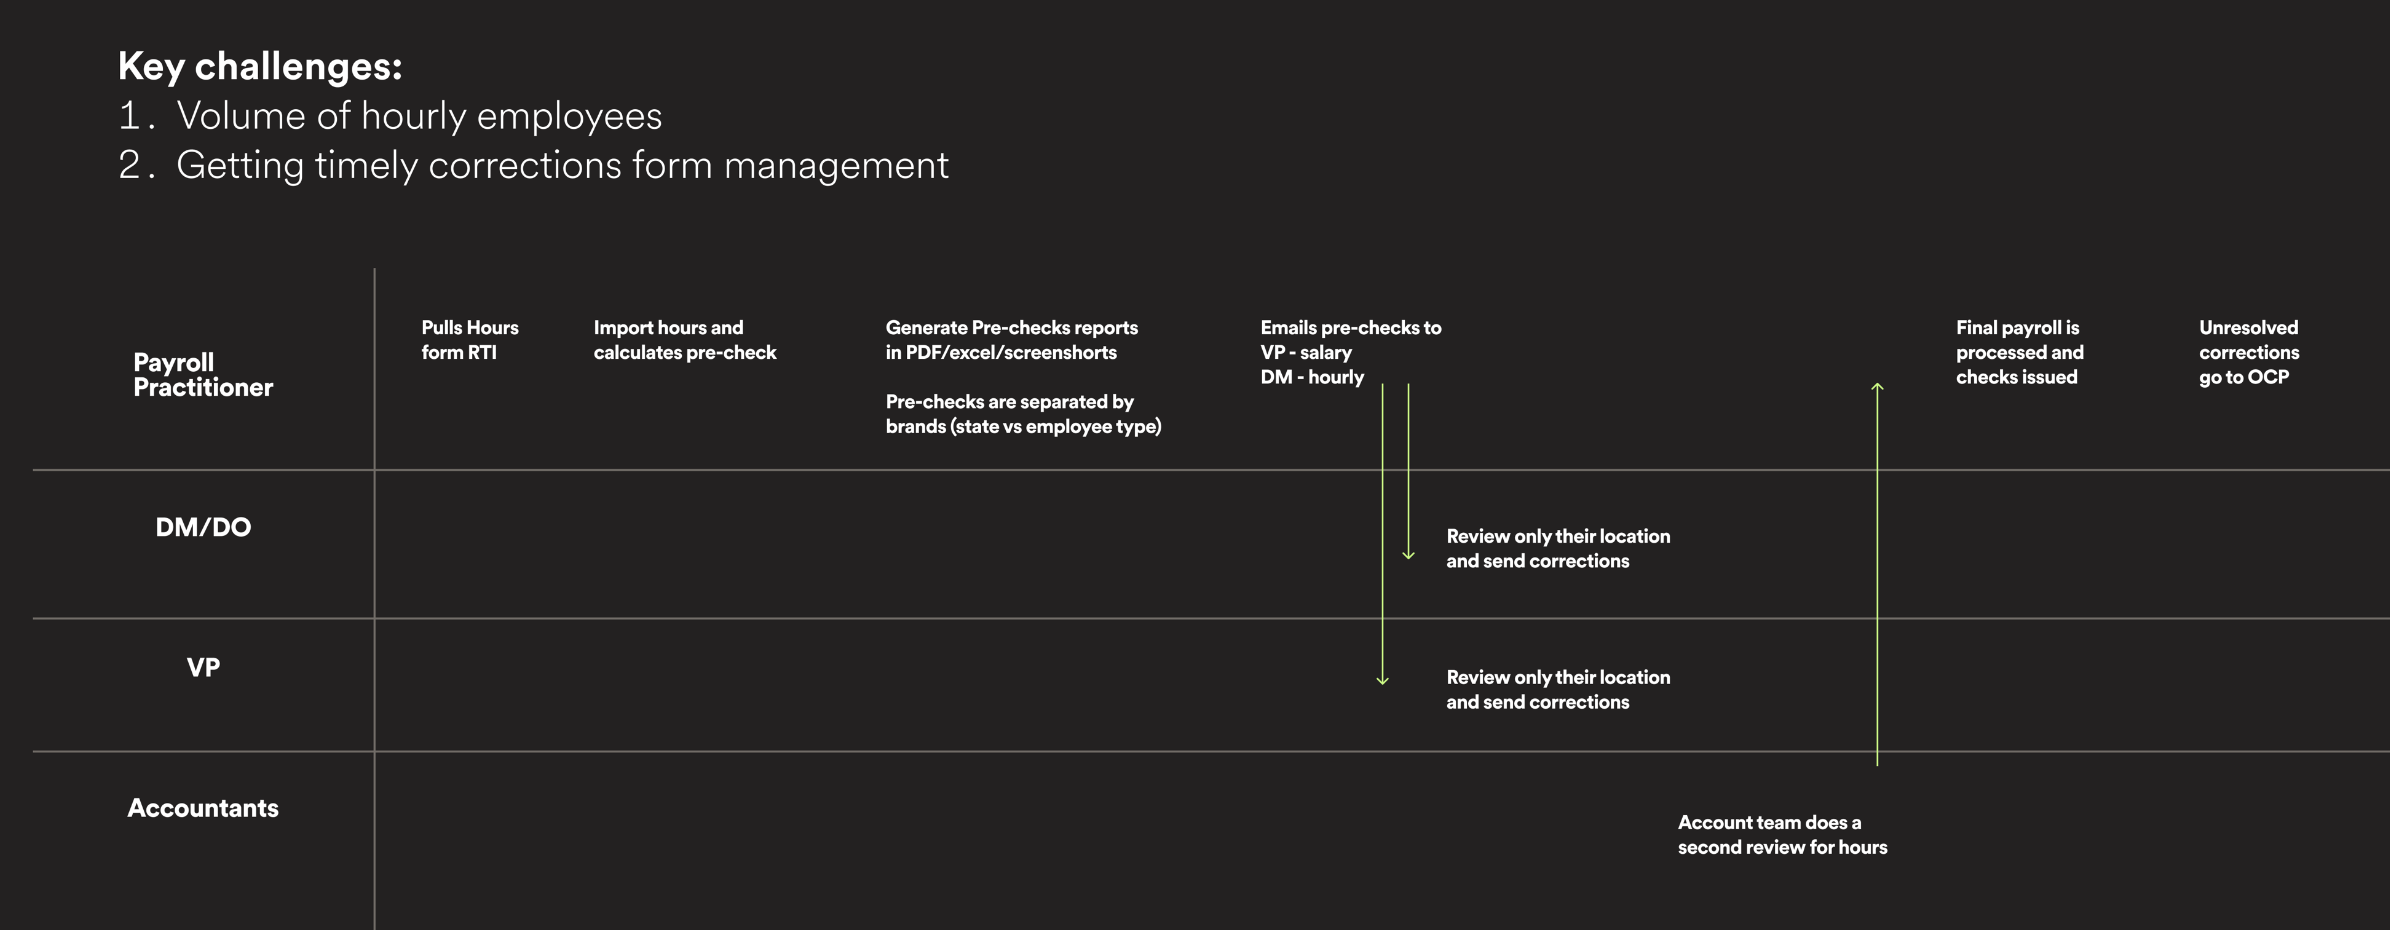 Key challenges:
1. Volume of hourly employees
2. Getting timely corrections form management
Payroll
Practitioner
Pulls Hours
form RTI
Import hours and
calculates pre-check
Generate Pre-checks reports
in PDF/excel/screenshorts
Pre-checks are separated by
brands (state vs employee type)
Emails pre-checks to
VP - salary
DM - hourly
Final payroll is
processed and
checks issued
Unresolved
corrections
go to OCP
DM/DO
Review only their location
and send corrections
VP
Review only their location
and send corrections
Accountants
Account team does a
second review for hours